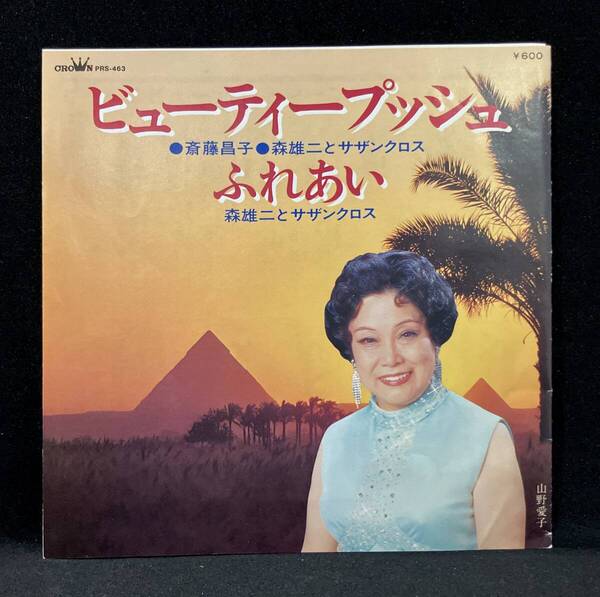 CROWN PRS-463
¥600
ビューティープッシュ
●斎藤昌子●森雄二とサザンクロス
ふれあい
森雄二とサザンクロス
山野愛子